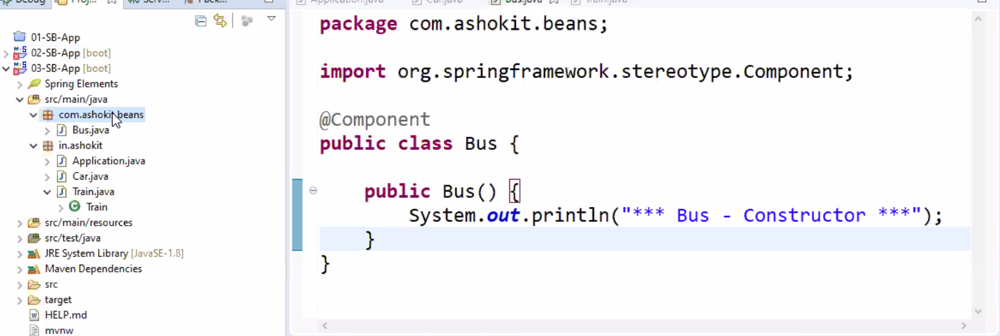 Debug
Proj...
Serv...
Pack...
01-SB-App
02-SB-App [boot]
03-SB-App [boot]
Spring Elements
src/main/java
com.ashokit.beans
Bus.java
in.ashokit
Application.java
Car.java
Train.java
Train
src/main/resources
src/test/java
JRE System Library [JavaSE-1.8]
Maven Dependencies
src
target
HELP.md
mvnw
Application.java
Car.java
Bus.java
Train.java
package com.ashokit.beans;
import org.springframework.stereotype.Component;
@Component
public class Bus {
public Bus() {
System.out.println("*** Bus - Constructor ***");
}
}